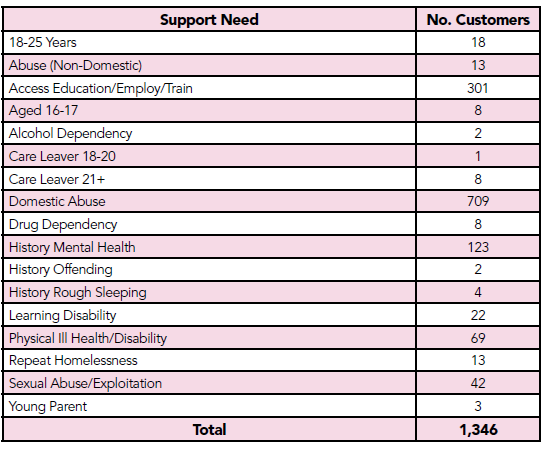 Support Need No. Customers
18-25 Years 18
Abuse (Non-Domestic) 13
Access Education/Employ/Train 301
Aged 16-17 8
Alcohol Dependency 2
Care Leaver 18-20 1
Care Leaver 21+ 8
Domestic Abuse 709
Drug Dependency 8
History Mental Health 123
History Offending 2
History Rough Sleeping 4
Learning Disability 22
Physical Ill Health/Disability 69
Repeat Homelessness 13
Sexual Abuse/Exploitation 42
Young Parent 3
Total 1,346